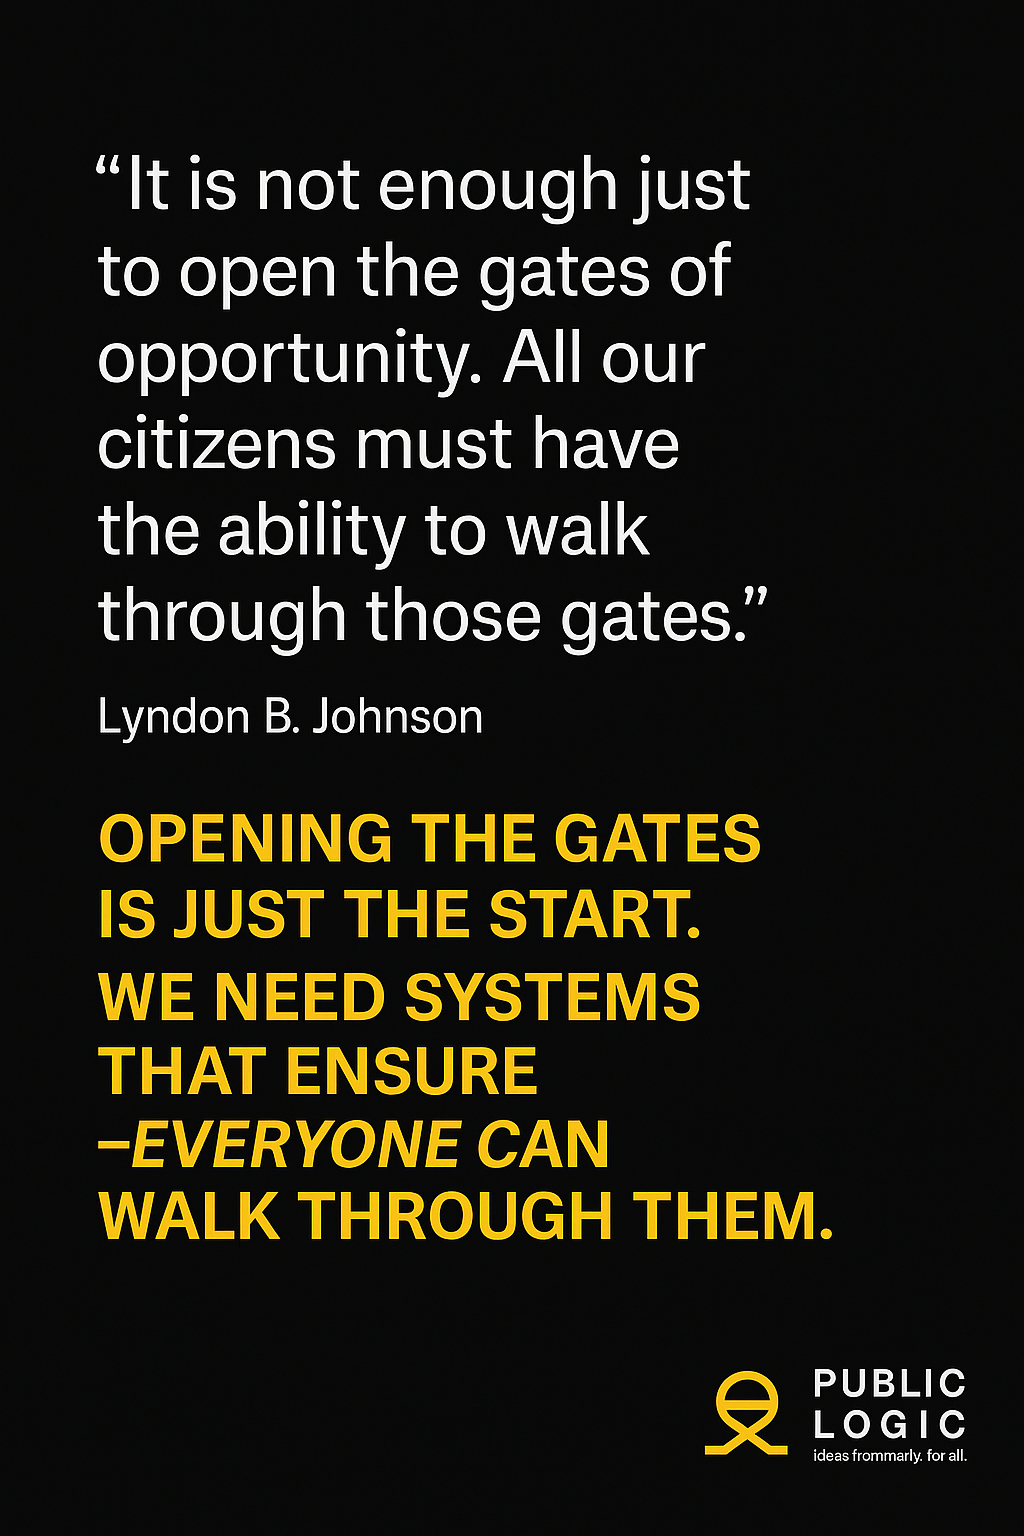 “It is not enough just
to open the gates of
opportunity. All our
citizens must have
the ability to walk
through those gates.”
Lyndon B. Johnson
OPENING THE GATES
IS JUST THE START.
WE NEED SYSTEMS
THAT ENSURE
–EVERYONE CAN
WALK THROUGH THEM.
PUBLIC
LOGIC
ideas frommarly. for all.